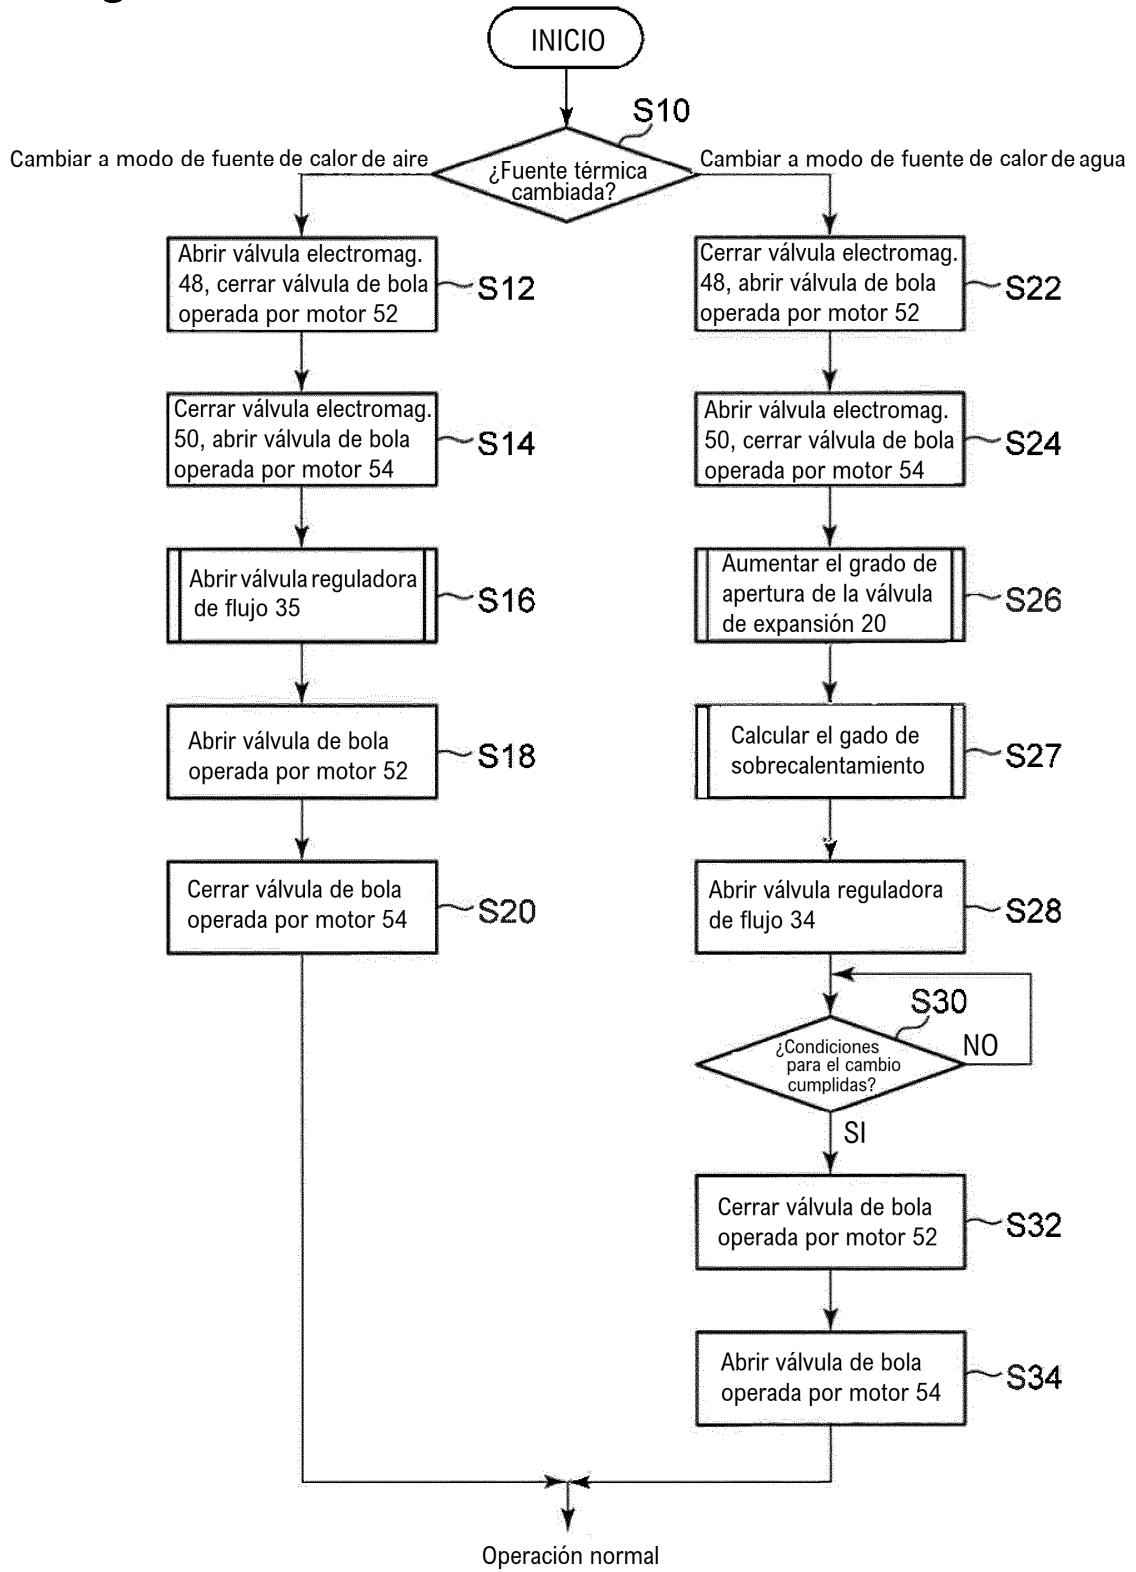 INICIO
S10
Cambiar a modo de fuente de calor de aire
¿Fuente térmica
cambiada?
Cambiar a modo de fuente de calor de agua
Abrir válvula electromag.
48, cerrar válvula de bola
operada por motor 52
S12
Cerrar válvula electromag.
48, abrir válvula de bola
operada por motor 52
S22
Cerrar válvula electromag.
50, abrir válvula de bola
operada por motor 54
S14
Abrir válvula electromag.
50, cerrar válvula de bola
operada por motor 54
S24
Abrir válvula reguladora
de flujo 35
S16
Aumentar el grado de
apertura de la válvula
de expansión 20
S26
Abrir válvula de bola
operada por motor 52
S18
Calcular el gado de
sobrecalentamiento
S27
Cerrar válvula de bola
operada por motor 54
S20
Abrir válvula reguladora
de flujo 34
S28
S30
¿Condiciones
para el cambio
cumplidas?
NO
SI
Cerrar válvula de bola
operada por motor 52
S32
Abrir válvula de bola
operada por motor 54
S34
Operación normal